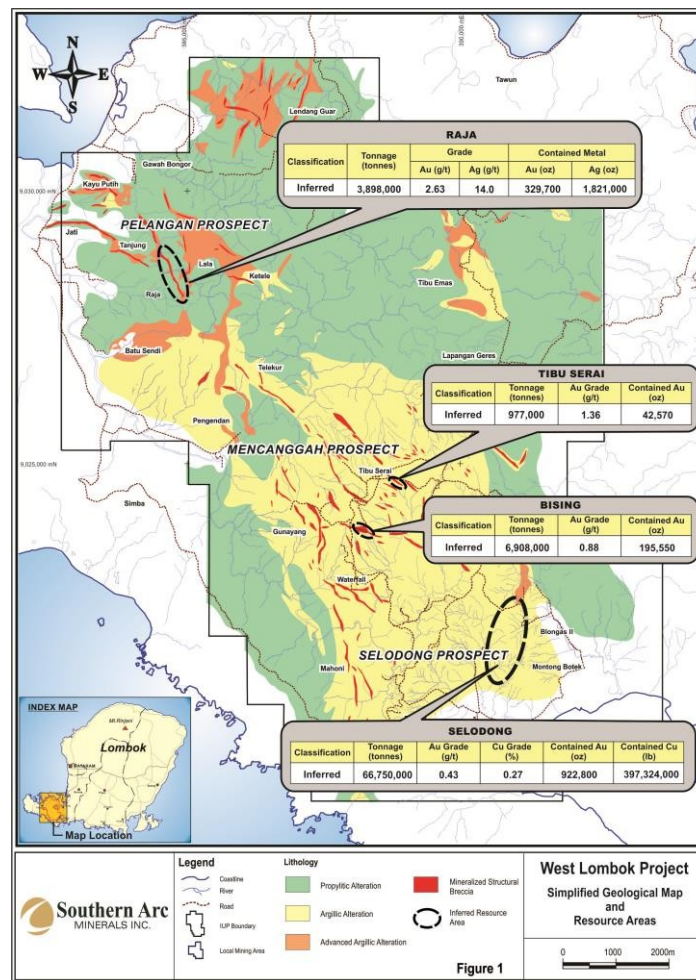 N
W E
S
385,000 mE
390,000 mE
Tawun
Lendang Guar
RAJA
Classification Tonnage (tonnes) Grade Contained Metal
Au (g/t) Ag (g/t) Au (oz) Ag (oz)
Inferred 3,898,000 2.63 14.0 329,700 1,821,000
Gawah Bongor
Kayu Putih
9,030,000 mN
PELANGAN PROSPECT
Jati
Tanjung
Lala
Ketele
Tibu Emas
Raja
Batu Sendi
Lapangan Geres
Telekur
TIBU SERAI
Classification Tonnage (tonnes) Au Grade (g/t) Contained Au (oz)
Inferred 977,000 1.36 42,570
Pengendan
MENCANGGAH PROSPECT
9,025,000 mN
Tibu Serai
Simba
BISING
Classification Tonnage (tonnes) Au Grade (g/t) Contained Au (oz)
Inferred 6,908,000 0.88 195,550
Gunayang
Waterfall
Blongas II
SELODONG PROSPECT
Mahoni
Montong Botek
INDEX MAP
Mt Rinjani
Lombok
MATARAM
Map Location
SELODONG
Classification Tonnage (tonnes) Au Grade (g/t) Cu Grade (%) Contained Au (oz) Contained Cu (lb)
Inferred 66,750,000 0.43 0.27 922,800 397,324,000
Southern Arc
MINERALS INC.
Legend
Coastline
River
Road
IUP Boundary
Local Mining Area
Lithology
Propylitic Alteration
Argillic Alteration
Advanced Argillic Alteration
Mineralized Structural Breccia
Inferred Resource Area
Figure 1
West Lombok Project
Simplified Geological Map
and
Resource Areas
0 1000 2000m